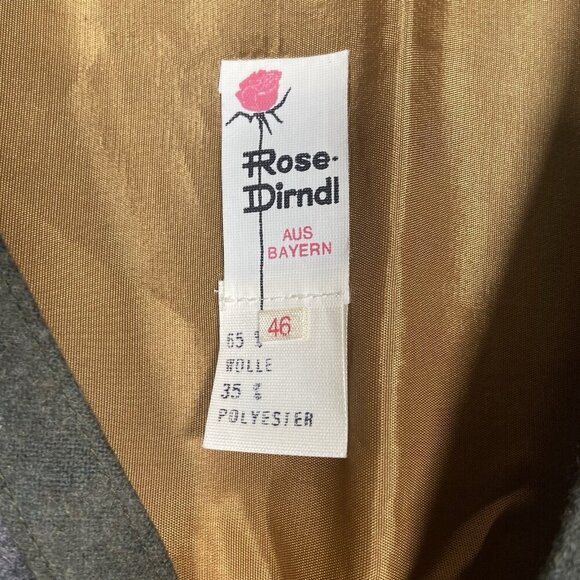 Rose-
Dirndl
AUS
BAYERN
46
65 %
WOLLE
35 %
POLYESTER